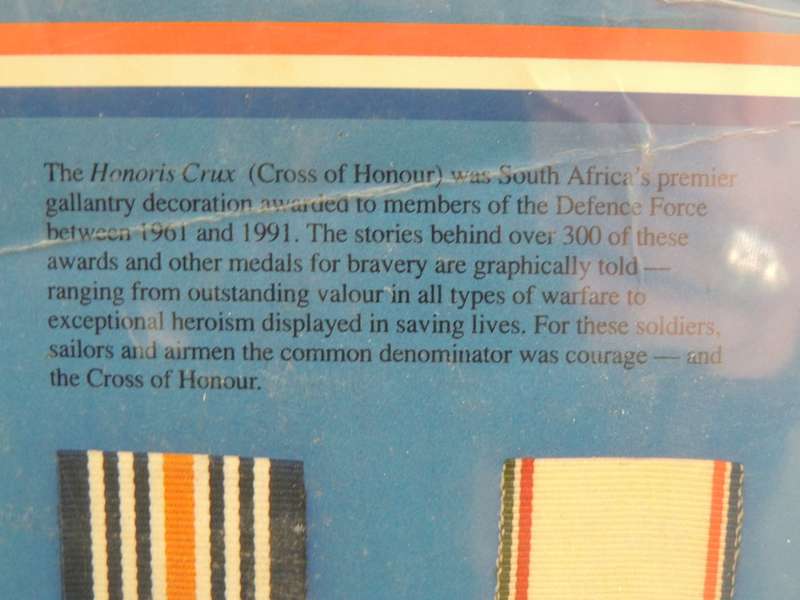 The Honoris Crux (Cross of Honour) was South Africa's premier
gallantry decoration awarded to members of the Defence Force
between 1961 and 1991. The stories behind over 300 of these
awards and other medals for bravery are graphically told —
ranging from outstanding valour in all types of warfare to
exceptional heroism displayed in saving lives. For these soldiers,
sailors and airmen the common denominator was courage — and
the Cross of Honour.